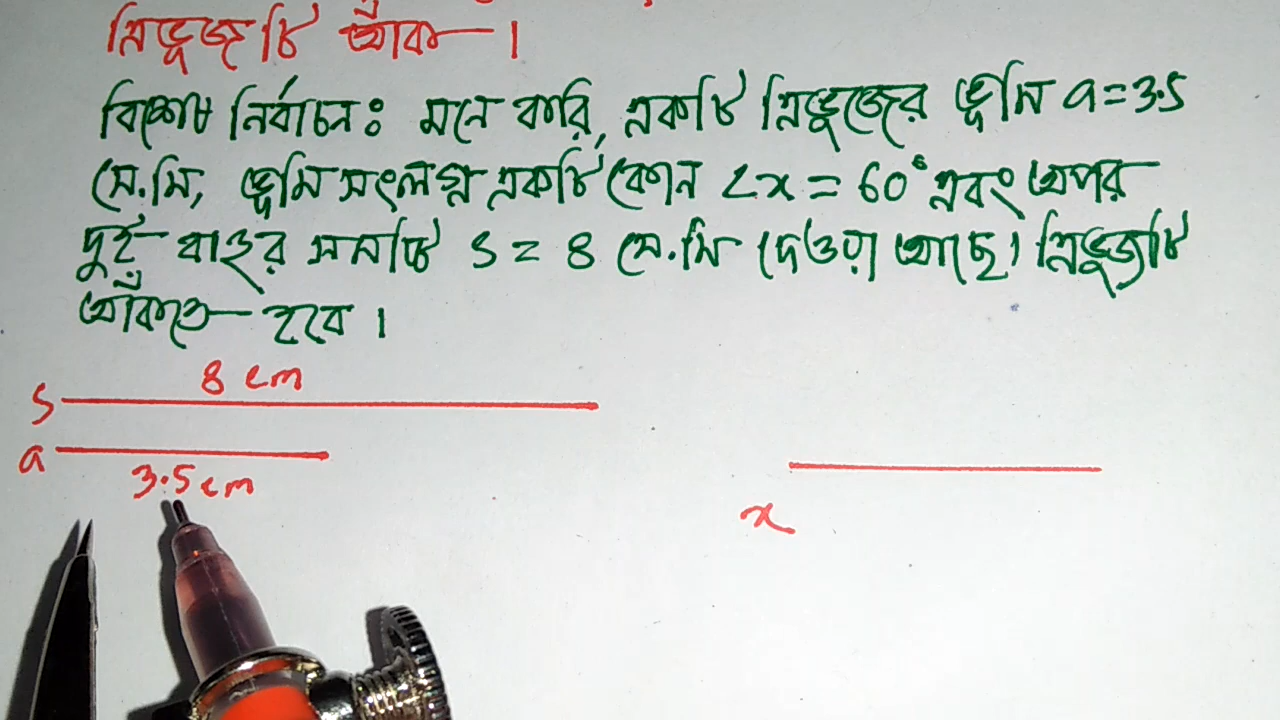 ত্রিভুজটি আঁক।
বিশেষ নির্বাচনঃ মনে করি, একটি ত্রিভুজের ভূমি a = 3.5
সে.মি, ভূমি সংলগ্ন একটি কোন ∠x = 60° এবং অপর
দুই বাহুর সমষ্টি S = 8 সে.মি দেওয়া আছে। ত্রিভুজটি
আঁকতে হবে।
8 cm
S
a
3.5 cm
x